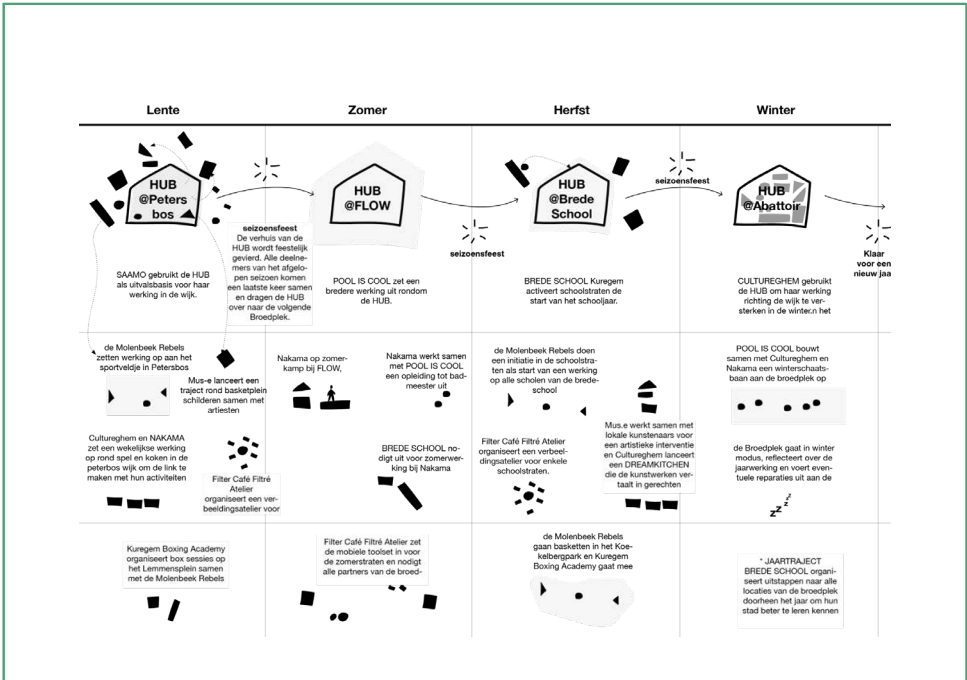 Lente
Zomer
Herfst
Winter
HUB
@Peters
bos
HUB
@FLOW
HUB
@Brede
School
HUB
@Abattoir
seizoensfeest
De verhuis van de
HUB wordt feestelijk
gevierd. Alle deelne-
mers van het afgelo-
pen seizoen komen
een laatste keer samen
en dragen de HUB
over naar de volgende
Broedplek.
seizoensfeest
seizoensfeest
Klaar
voor een
nieuw jaa
SAAMO gebruikt de HUB
als uitvalsbasis voor haar
werking in de wijk.
POOL IS COOL zet een
bredere werking uit rondom
de HUB.
BREDE SCHOOL Kuregem
activeert schoolstraten de
start van het schooljaar.
CULTUREGHEM gebruikt
de HUB om haar werking
richting de wijk te ver-
sterken in de winter.n het
de Molenbeek Rebels
zetten werking op aan het
sportveldje in Petersbos
Mus-e lanceert een
traject rond basketplein
schilderen samen met
artiesten
Nakama op zomer-
kamp bij FLOW,
Nakama werkt samen
met POOL IS COOL
een opleiding tot bad-
meester uit
de Molenbeek Rebels doen
een initiatie in de schoolstra-
ten als start van een werking
op alle scholen van de brede-
school
Mus.e werkt samen met
lokale kunstenaars voor
een artistieke interventie
en Cultureghem lanceert
een DREAMKITCHEN
die de kunstwerken ver-
taalt in gerechten
POOL IS COOL bouwt
samen met Cultureghem en
Nakama een winterschaats-
baan aan de broedplek op
Cultureghem en NAKAMA
zet een wekelijkse werking
op rond spel en koken in de
peterbos wijk om de link te
maken met hun activiteiten
Filter Café Filtré
Atelier
organiseert een ver-
beeldingsatelier voor
BREDE SCHOOL no-
digt uit voor zomerwer-
king bij Nakama
Filter Café Filtré Atelier
organiseert een verbeel-
dingsatelier voor enkele
schoolstraten.
de Broedplek gaat in winter
modus, reflecteert over de
jaarwerking en voert even-
tuele reparaties uit aan de
zzzz
Kuregem Boxing Academy
organiseert box sessies op
het Lemmensplein samen
met de Molenbeek Rebels
Filter Café Filtré Atelier zet
de mobiele toolset in voor
de zomerstraten en nodigt
alle partners van de broed-
de Molenbeek Rebels
gaan basketten in het Koe-
kelbergpark en Kuregem
Boxing Academy gaat mee
* JAARTRAJECT
BREDE SCHOOL organi-
seert uitstappen naar alle
locaties van de broedplek
doorheen het jaar om hun
stad beter te leren kennen